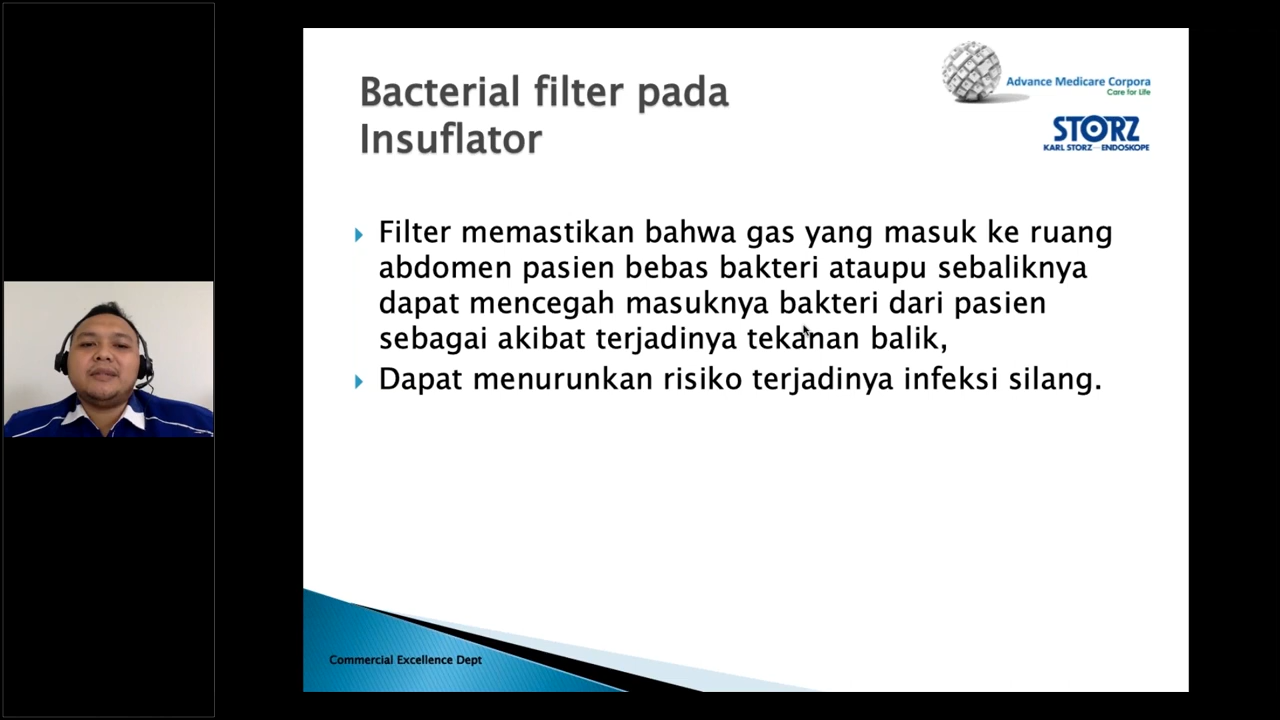 Bacterial filter pada
Insuflator
Advance Medicare Corpora
Care for Life
STORZ
KARL STORZ—ENDOSKOPE
Filter memastikan bahwa gas yang masuk ke ruang
abdomen pasien bebas bakteri ataupu sebaliknya
dapat mencegah masuknya bakteri dari pasien
sebagai akibat terjadinya tekanan balik,
Dapat menurunkan risiko terjadinya infeksi silang.
Commercial Excellence Dept